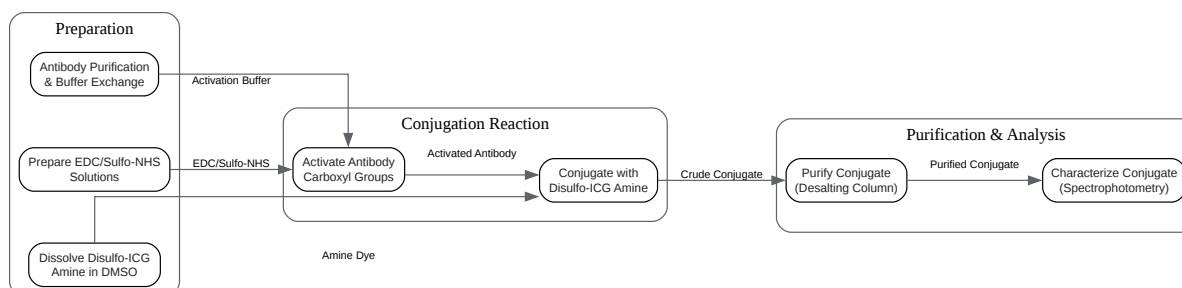 Preparation
Antibody Purification
& Buffer Exchange
Activation Buffer
Conjugation Reaction
Purification & Analysis
Prepare EDC/Sulfo-NHS
Solutions
EDC/Sulfo-NHS
Activate Antibody
Carboxyl Groups
Activated Antibody
Conjugate with
Disulfo-ICG Amine
Crude Conjugate
Purify Conjugate
(Desalting Column)
Purified Conjugate
Characterize Conjugate
(Spectrophotometry)
Dissolve Disulfo-ICG
Amine in DMSO
Amine Dye